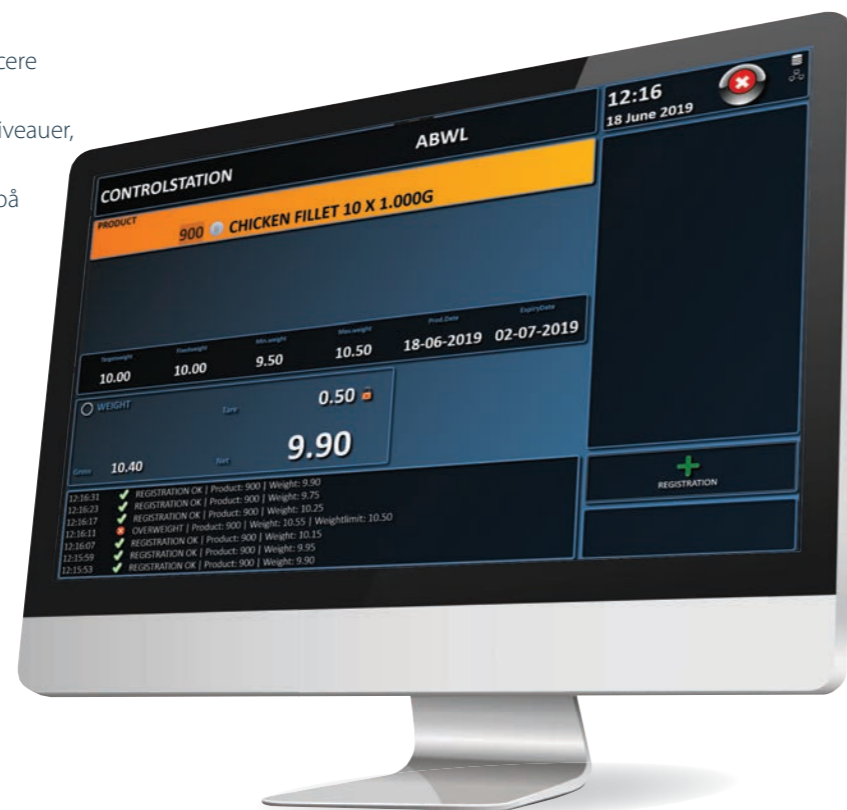 cere
iveauer,
på
CONTROLSTATION ABWL
12:16
18 June 2019
PRODUCT
900 CHICKEN FILLET 10 X 1.000G
Targetweight Fixedweight Min.weight Max.weight Prod.Date ExpiryDate
10.00 10.00 9.50 10.50 18-06-2019 02-07-2019
WEIGHT Tare 0.50
Gross 10.40 Net 9.90
12:16:31 REGISTRATION OK | Product: 900 | Weight: 9.90
12:16:23 REGISTRATION OK | Product: 900 | Weight: 9.75
12:16:17 REGISTRATION OK | Product: 900 | Weight: 10.25
12:16:11 OVERWEIGHT | Product: 900 | Weight: 10.55 | Weightlimit: 10.50
12:16:07 REGISTRATION OK | Product: 900 | Weight: 10.15
12:15:59 REGISTRATION OK | Product: 900 | Weight: 9.95
12:15:53 REGISTRATION OK | Product: 900 | Weight: 9.90
REGISTRATION